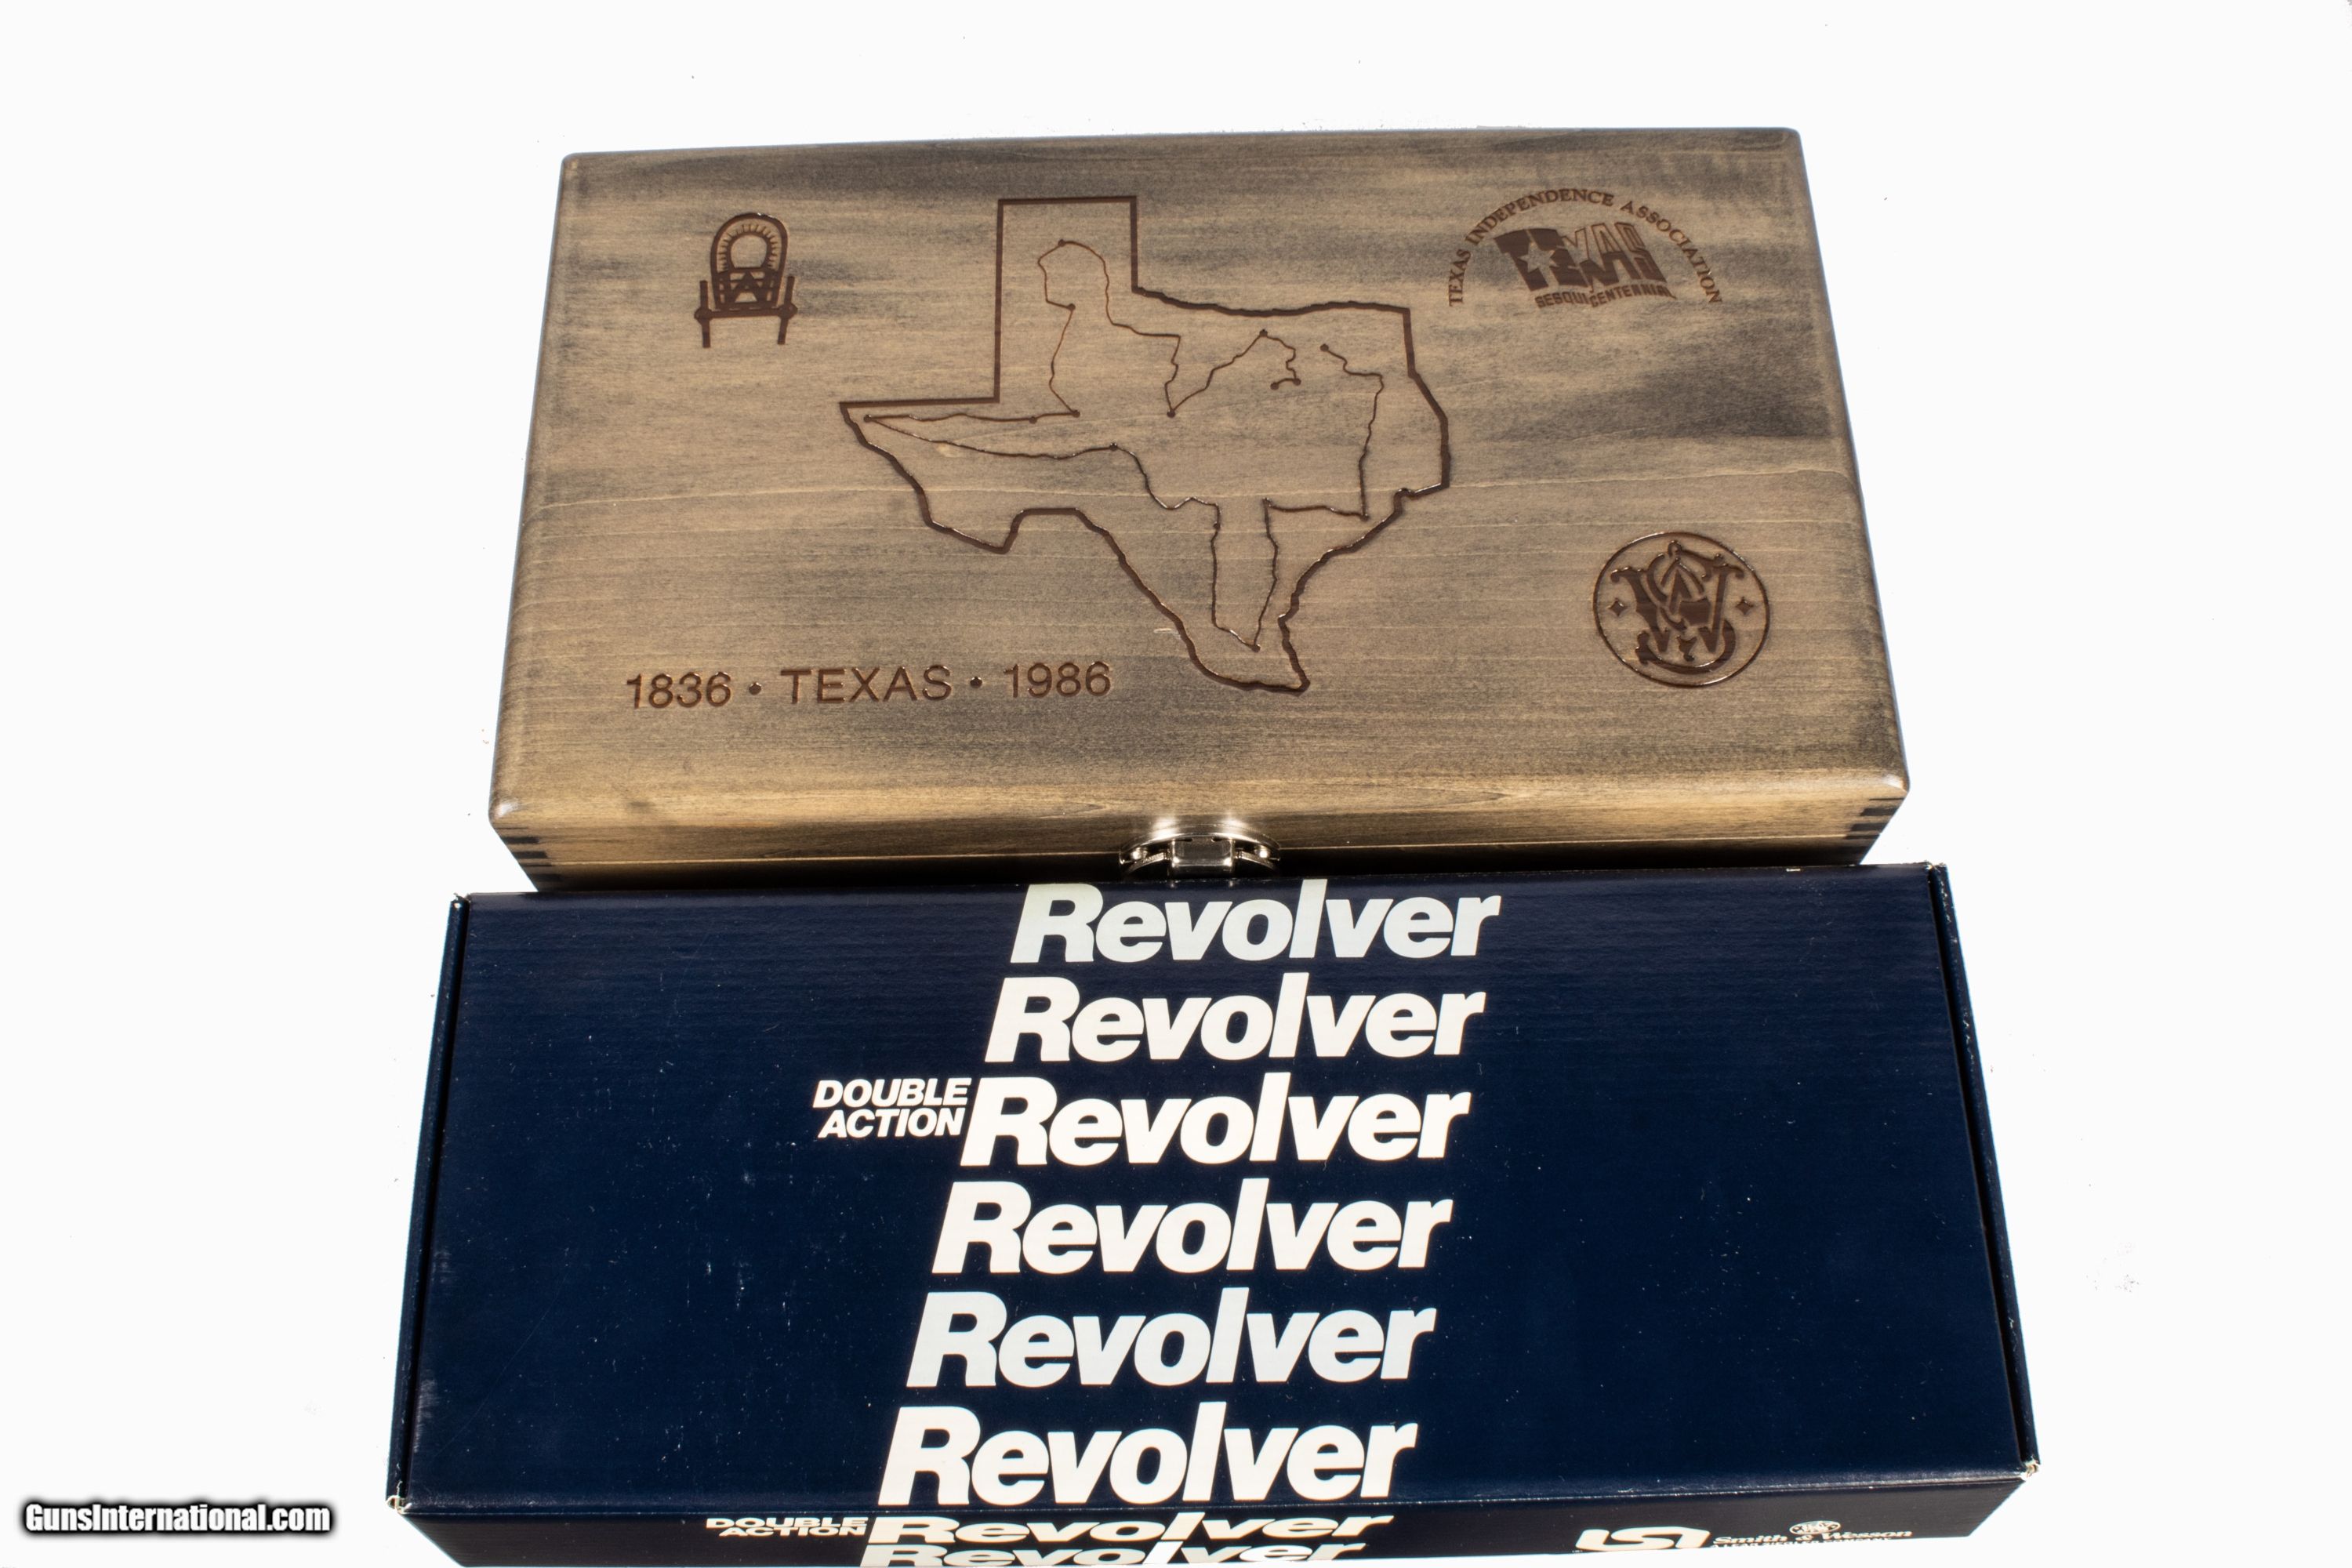 TEXAS INDEPENDENCE ASSOCIATION
TEXAS
SESQUICENTENNIAL
1836 • TEXAS • 1986
Revolver
Revolver
DOUBLE
ACTION
Revolver
Revolver
Revolver
Revolver
DOUBLE
ACTION
Revolver
Smith & Wesson
Revolver
GunsInternational.com